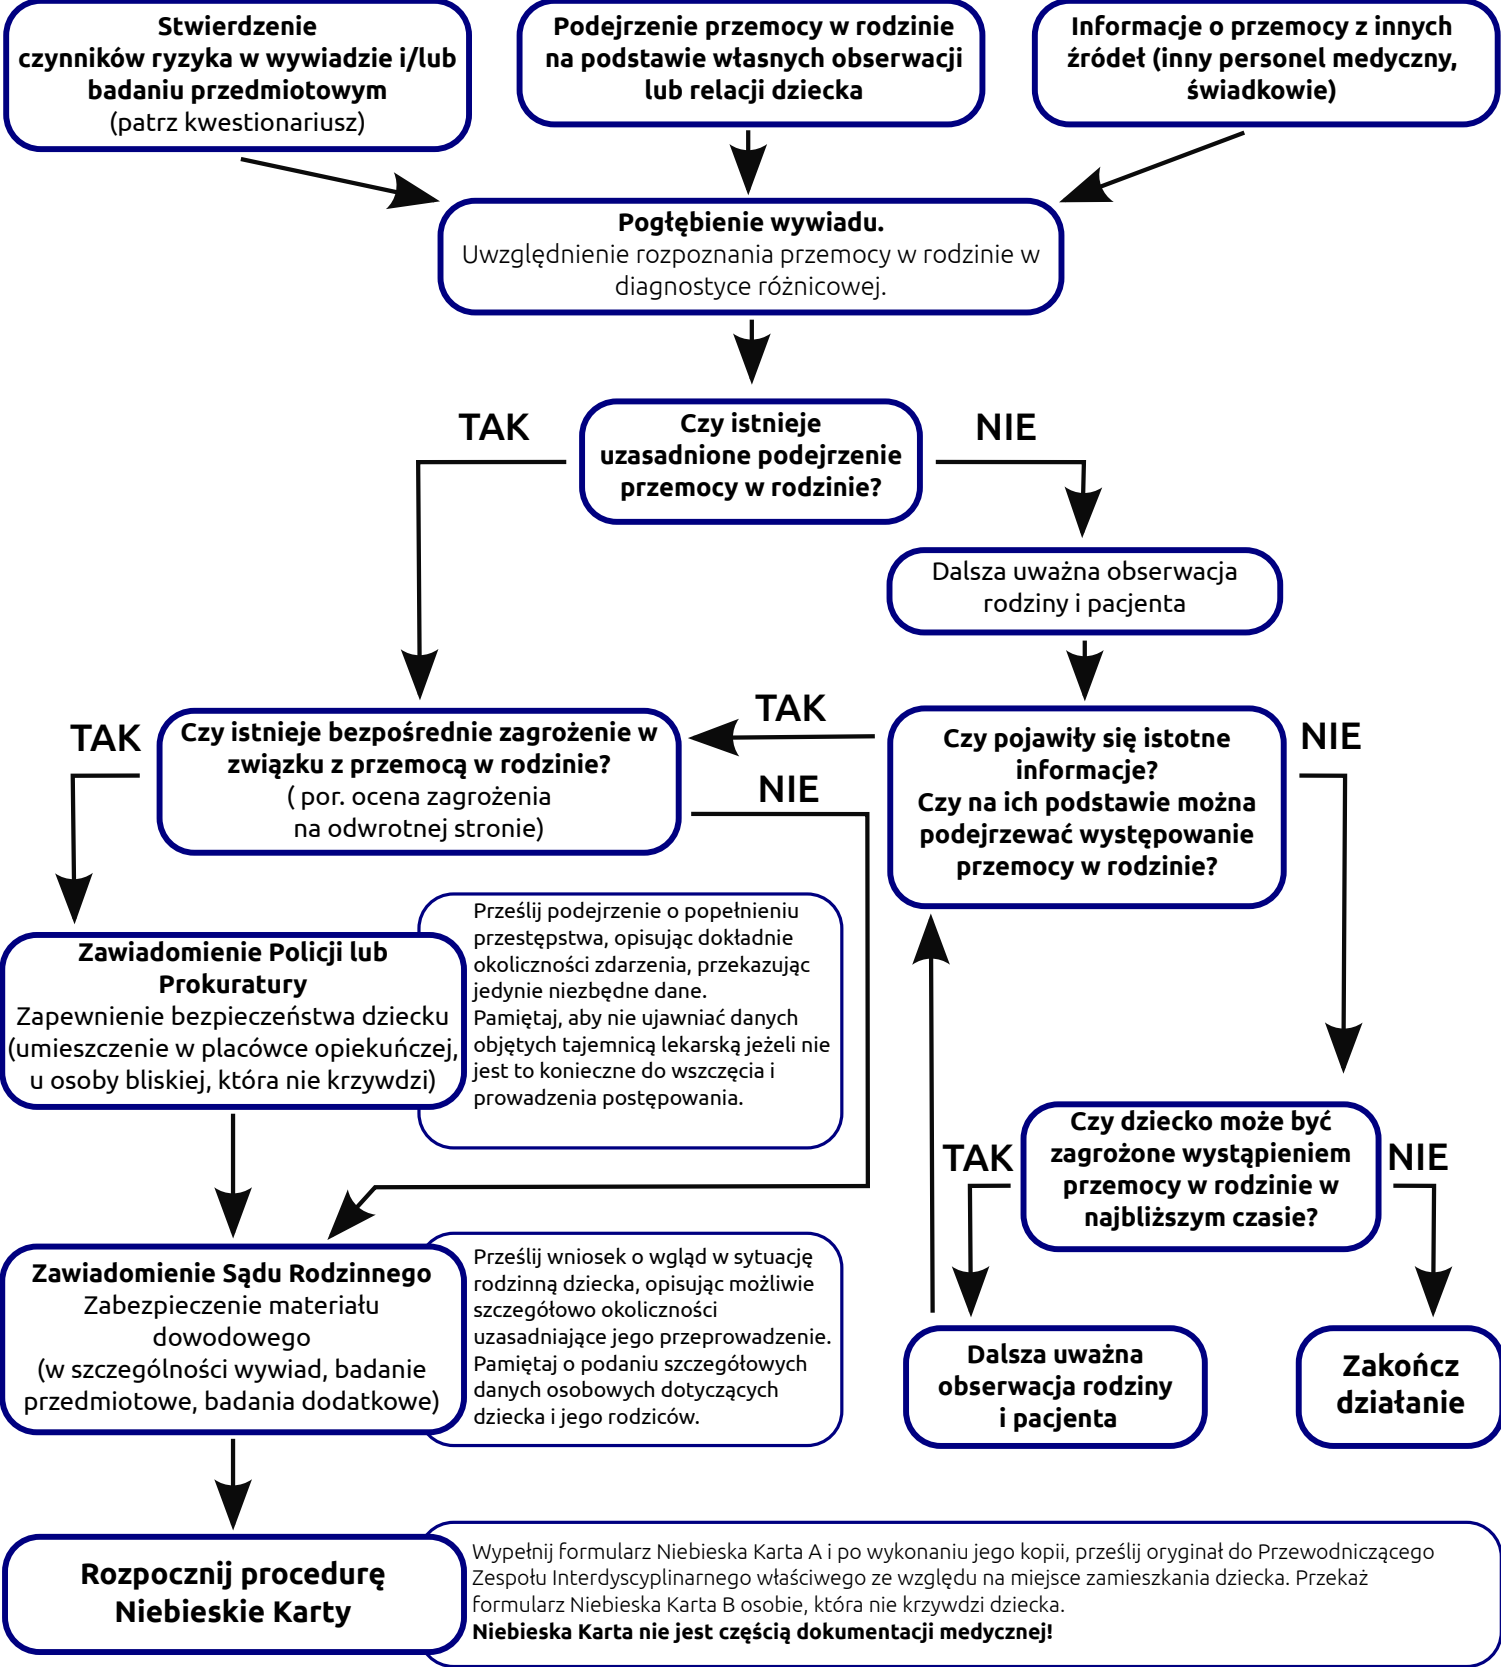 Stwierdzenie
czynników ryzyka w wywiadzie i/lub
badaniu przedmiotowym
(patrz kwestionariusz)
Podejrzenie przemocy w rodzinie
na podstawie własnych obserwacji
lub relacji dziecka
Informacje o przemocy z innych
źródeł (inny personel medyczny,
świadkowie)
Pogłębienie wywiadu.
Uwzględnienie rozpoznania przemocy w rodzinie w
diagnostyce różnicowej.
TAK
Czy istnieje
uzasadnione podejrzenie
przemocy w rodzinie?
NIE
Dalsza uważna obserwacja
rodziny i pacjenta
TAK
Czy istnieje bezpośrednie zagrożenie w
związku z przemocą w rodzinie?
( por. ocena zagrożenia
na odwrotnej stronie)
TAK
NIE
Czy pojawiły się istotne
informacje?
Czy na ich podstawie można
podejrzewać występowanie
przemocy w rodzinie?
NIE
Zawiadomienie Policji lub
Prokuratury
Zapewnienie bezpieczeństwa dziecku
(umieszczenie w placówce opiekuńczej,
u osoby bliskiej, która nie krzywdzi)
Prześlij podejrzenie o popełnieniu
przestępstwa, opisując dokładnie
okoliczności zdarzenia, przekazując
jedynie niezbędne dane.
Pamiętaj, aby nie ujawniać danych
objętych tajemnicą lekarską jeżeli nie
jest to konieczne do wszczęcia i
prowadzenia postępowania.
TAK
Czy dziecko może być
zagrożone wystąpieniem
przemocy w rodzinie w
najbliższym czasie?
NIE
Zawiadomienie Sądu Rodzinnego
Zabezpieczenie materiału
dowodowego
(w szczególności wywiad, badanie
przedmiotowe, badania dodatkowe)
Prześlij wniosek o wgląd w sytuację
rodzinną dziecka, opisując możliwie
szczegółowo okoliczności
uzasadniające jego przeprowadzenie.
Pamiętaj o podaniu szczegółowych
danych osobowych dotyczących
dziecka i jego rodziców.
Dalsza uważna
obserwacja rodziny
i pacjenta
Zakończ
działanie
Rozpocznij procedurę
Niebieskie Karty
Wypełnij formularz Niebieska Karta A i po wykonaniu jego kopii, prześlij oryginał do Przewodniczącego
Zespołu Interdyscyplinarnego właściwego ze względu na miejsce zamieszkania dziecka. Przekaż
formularz Niebieska Karta B osobie, która nie krzywdzi dziecka.
Niebieska Karta nie jest częścią dokumentacji medycznej!